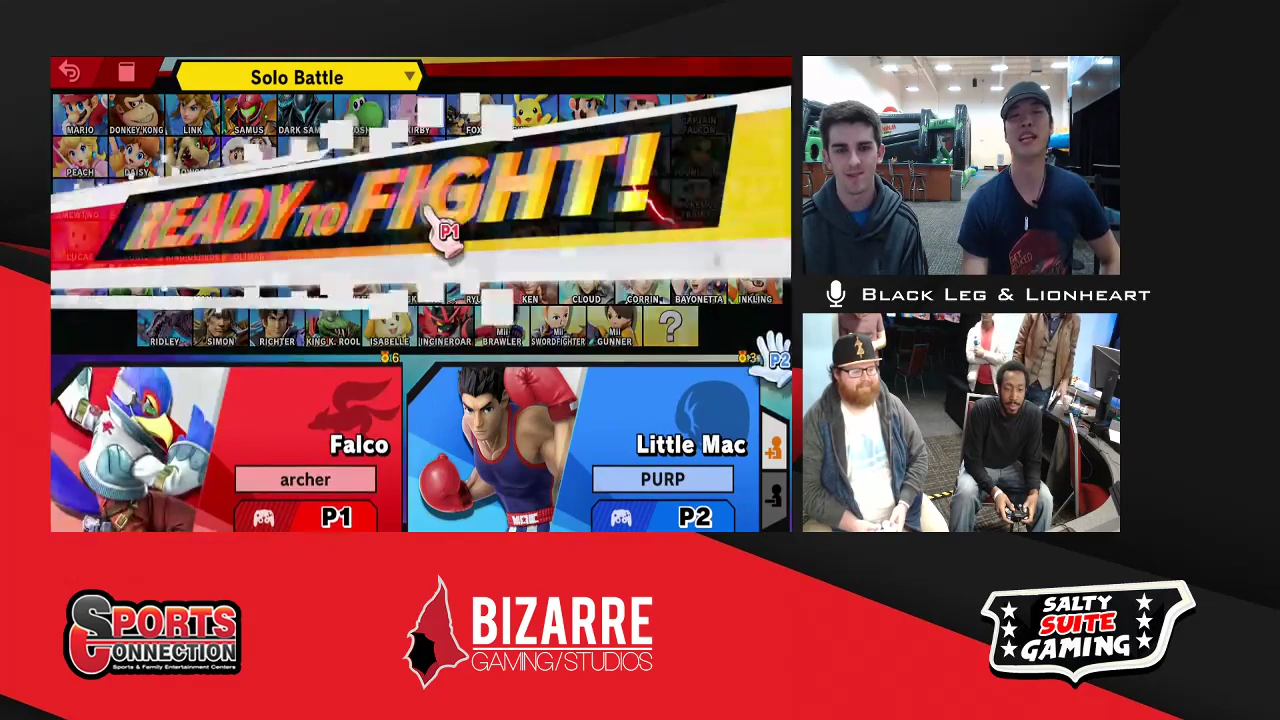 Solo Battle
MARIO
DONKEY KONG
LINK
SAMUS
PEACH
DAISY
READY TO FIGHT!
P1
LUCAS
KEN
CLOUD
CORRIN
BAYONETTA
INKLING
RIDLEY
SIMON
RICHTER
KING K. ROOL
ISABELLE
INCINEROAR
Mii BRAWLER
Mii SWORDFIGHTER
Mii GUNNER
?
6
3
P2
Falco
archer
P1
Little Mac
PURP
P2
MAC
BLACK LEG & LIONHEART
SPORTS
CONNECTION
Sports & Family Entertainment Centers
BIZARRE
GAMING/STUDIOS
SALTY
SUITE
GAMING